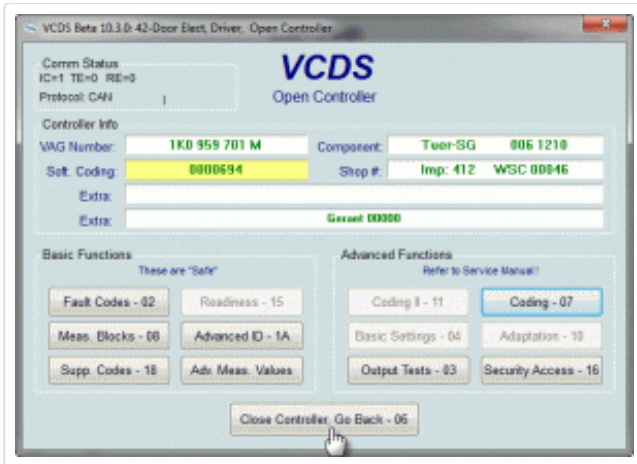 VCDS Beta 10.3.0: 42-Door Elect, Driver, Open Controller
Comm Status
IC=1 TE=0 RE=0
Protocol: CAN
VCDS
Open Controller
Controller Info
VAG Number: 1K0 959 701 M Component: Tuer-SG 006 1210
Soft. Coding: 0000694 Shop #: Imp: 412 WSC 00046
Extra:
Extra: Geraet 00000
Basic Functions
These are "Safe"
Fault Codes - 02 Readiness - 15
Meas. Blocks - 08 Advanced ID - 1A
Supp. Codes - 18 Adv. Meas. Values
Advanced Functions
Refer to Service Manual!
Coding II - 11 Coding - 07
Basic Settings - 04 Adaptation - 10
Output Tests - 03 Security Access - 16
Close Controller, Go Back - 06